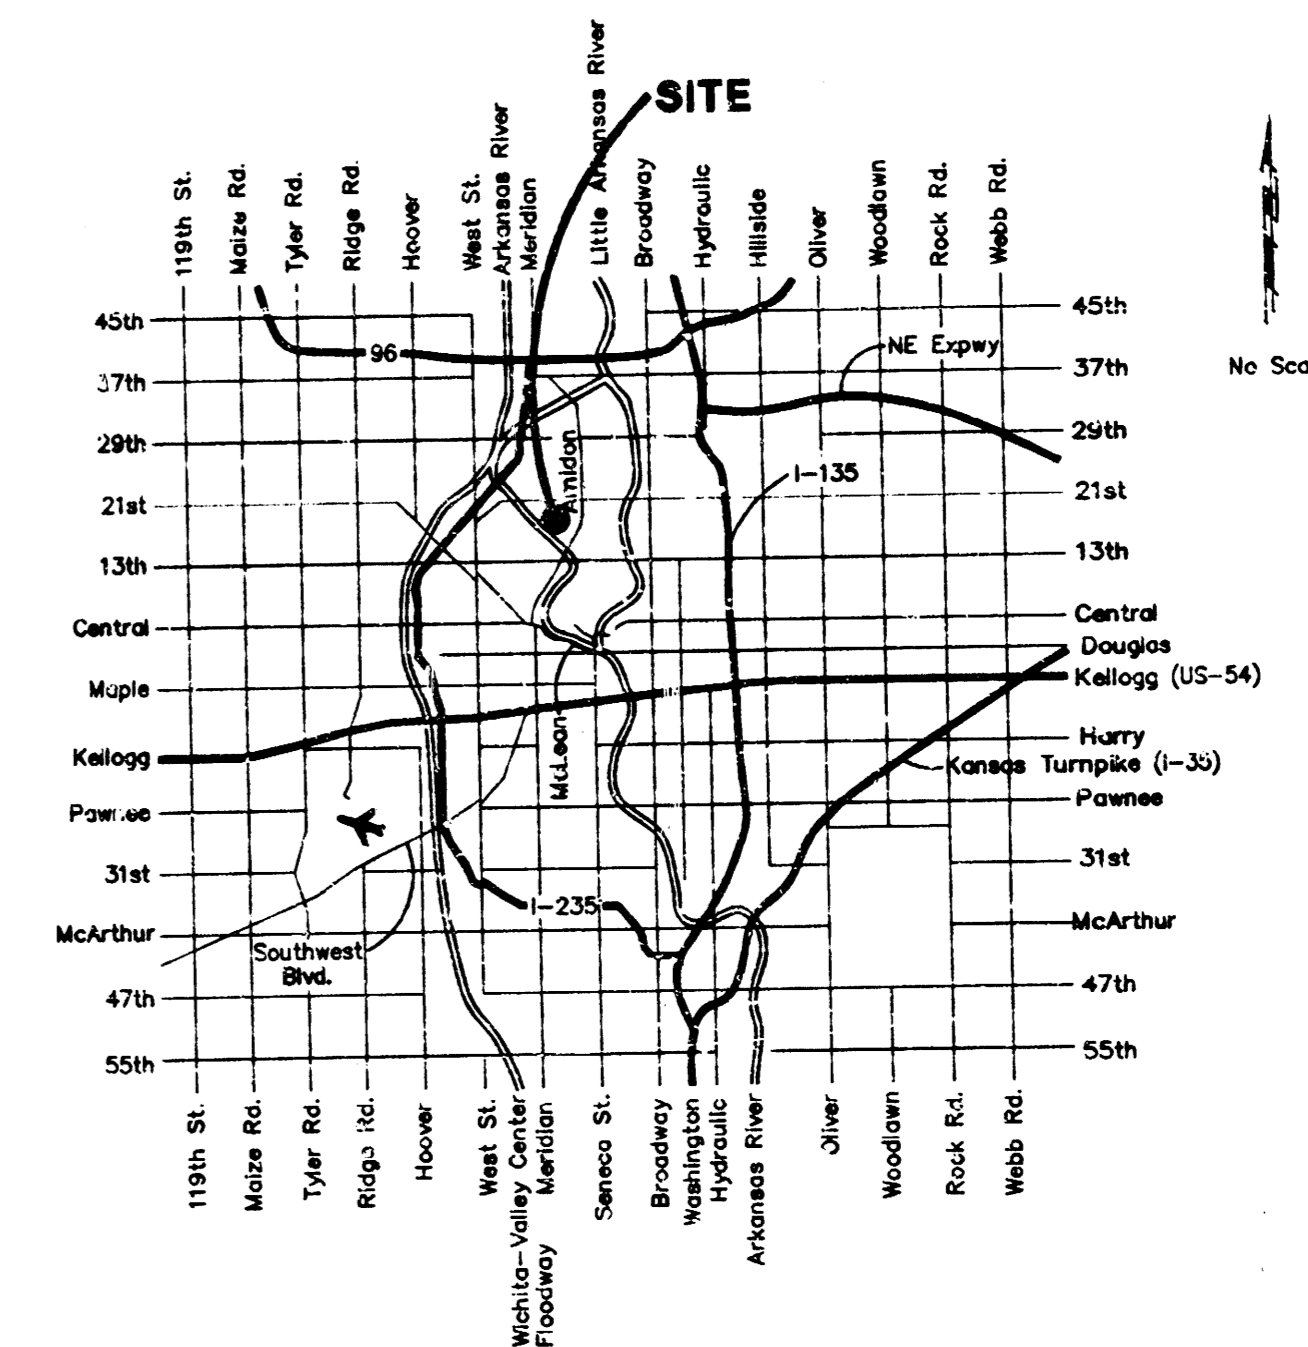 SITE
119th St.
Maize Rd.
Tyler Rd.
Ridge Rd.
Hoover
West St.
Arkansas River
Meridian
Little Arkansas River
Broadway
Hydraulic
Hillside
Oliver
Woodlawn
Rock Rd.
Webb Rd.
45th
96
37th
29th
21st
13th
Central
Maple
Kellogg
Pawnee
31st
McArthur
47th
55th
45th
NE Expwy
37th
No
29th
I-135
21st
13th
Central
Douglas
Kellogg (US-54)
Harry
Kansas Turnpike (I-35)
Pawnee
31st
McArthur
47th
55th
Amidon
McLean
I-235
Southwest
Blvd.
119th St.
Maize Rd.
Tyler Rd.
Ridge Rd.
Hoover
West St.
Wichita-Valley Center
Floodway
Meridian
Seneca St.
Broadway
Washington
Hydraulic
Arkansas River
Oliver
Woodlawn
Rock Rd.
Webb Rd.